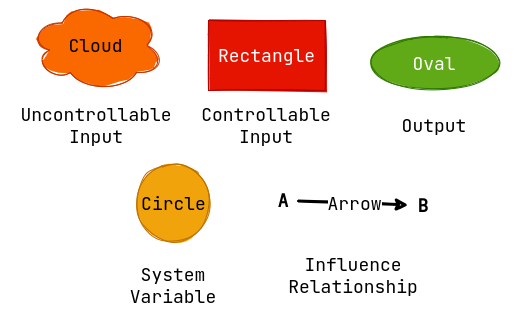 Cloud
Rectangle
Oval
Uncontrollable
Input
Controllable
Input
Output
Circle
A Arrow B
System
Variable
Influence
Relationship